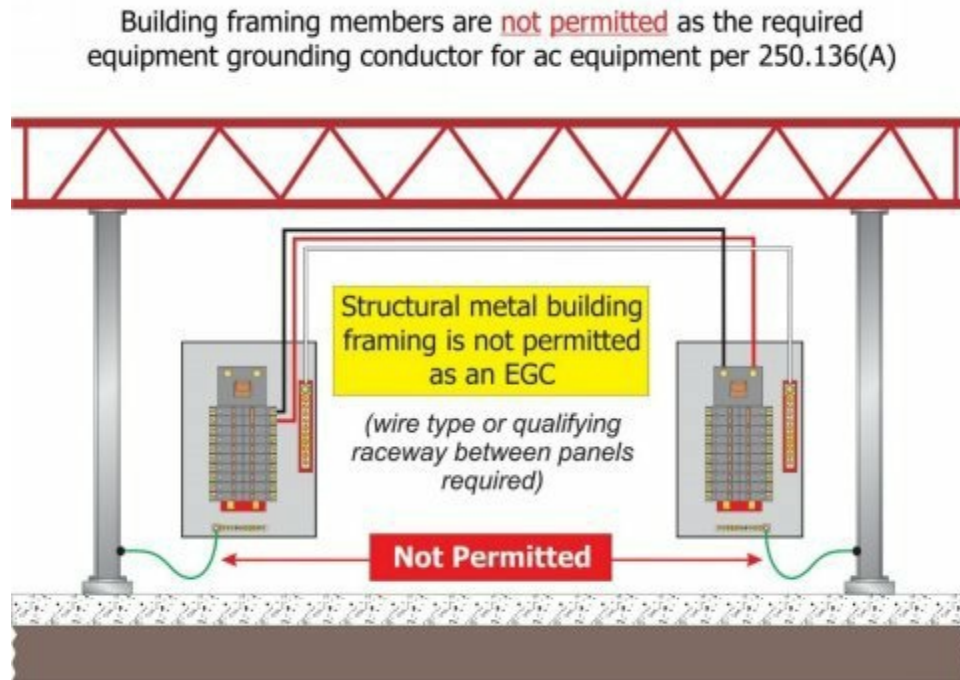 Building framing members are not permitted as the required
equipment grounding conductor for ac equipment per 250.136(A)
Structural metal building
framing is not permitted
as an EGC
(wire type or qualifying
raceway between panels
required)
Not Permitted